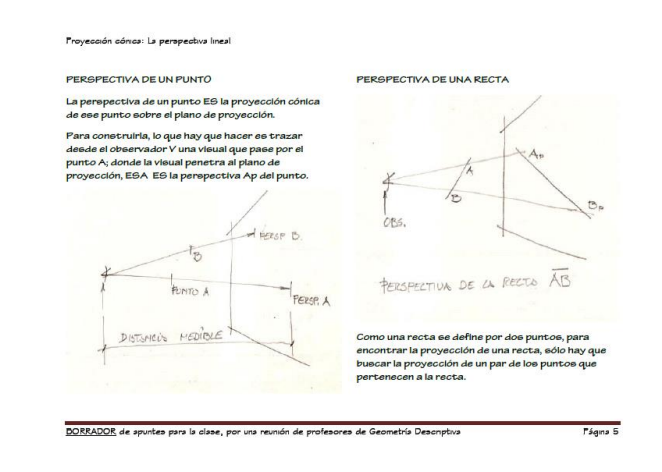 Proyección cónica: La perspectiva lineal
PERSPECTIVA DE UN PUNTO
La perspectiva de un punto ES la proyección cónica
de ese punto sobre el plano de proyección.
Para construirla, lo que hay que hacer es trazar
desde el observador V una visual que pase por el
punto A; donde la visual penetra al plano de
proyección, ESA ES la perspectiva Ap del punto.
PERSP B.
B
PUNTO A
PERSP. A
DISTANCIA MEDIBLE
PERSPECTIVA DE UNA RECTA
Ap
A
B
Bp
OBS.
PERSPECTIVA DE LA RECTA AB
Como una recta se define por dos puntos, para
encontrar la proyección de una recta, sólo hay que
buscar la proyección de un par de los puntos que
pertenecen a la recta.
BORRADOR de apuntes para la clase, por una reunión de profesores de Geometría Descriptiva
Página 5